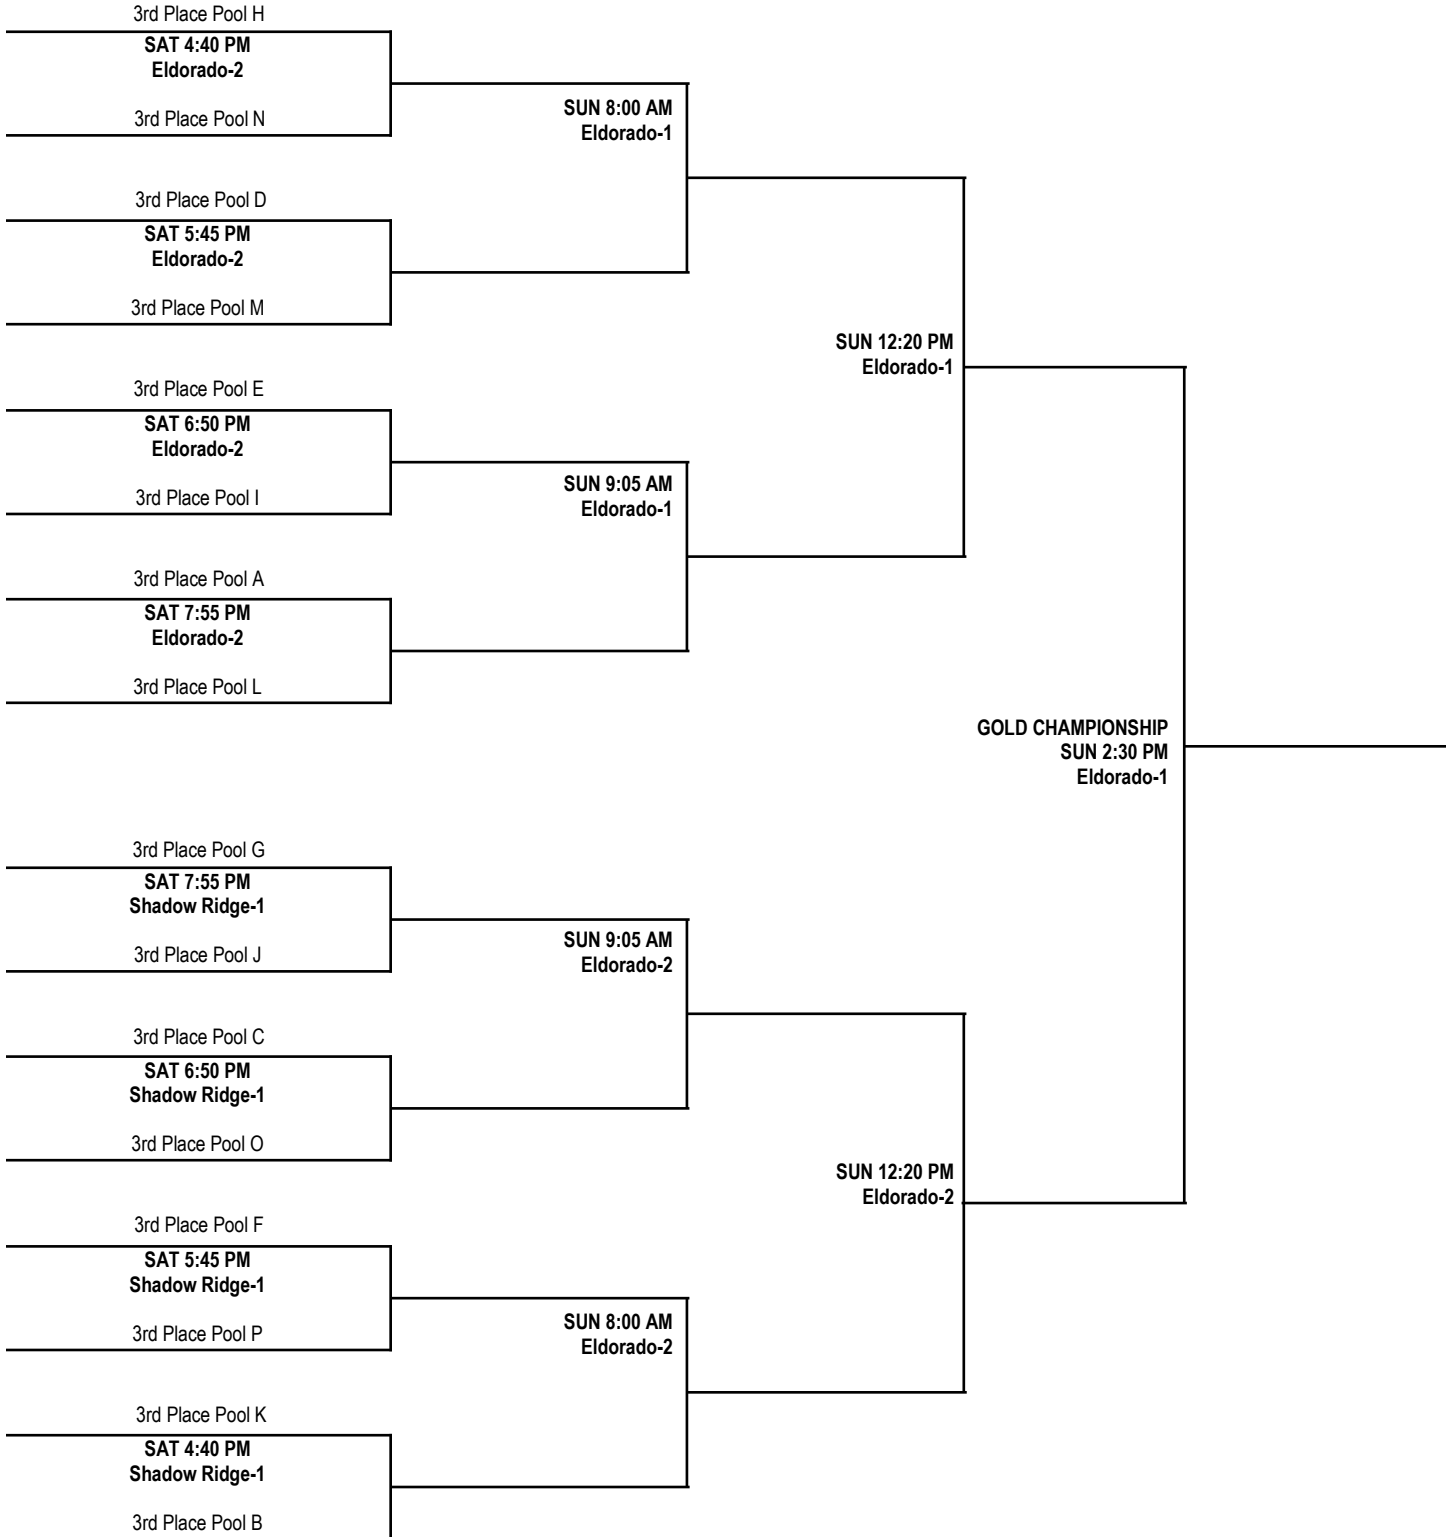 3rd Place Pool H
SAT 4:40 PM
Eldorado-2
3rd Place Pool N
SUN 8:00 AM
Eldorado-1
3rd Place Pool D
SAT 5:45 PM
Eldorado-2
3rd Place Pool M
SUN 12:20 PM
Eldorado-1
3rd Place Pool E
SAT 6:50 PM
Eldorado-2
3rd Place Pool I
SUN 9:05 AM
Eldorado-1
3rd Place Pool A
SAT 7:55 PM
Eldorado-2
3rd Place Pool L
GOLD CHAMPIONSHIP
SUN 2:30 PM
Eldorado-1
3rd Place Pool G
SAT 7:55 PM
Shadow Ridge-1
3rd Place Pool J
SUN 9:05 AM
Eldorado-2
3rd Place Pool C
SAT 6:50 PM
Shadow Ridge-1
3rd Place Pool O
SUN 12:20 PM
Eldorado-2
3rd Place Pool F
SAT 5:45 PM
Shadow Ridge-1
3rd Place Pool P
SUN 8:00 AM
Eldorado-2
3rd Place Pool K
SAT 4:40 PM
Shadow Ridge-1
3rd Place Pool B